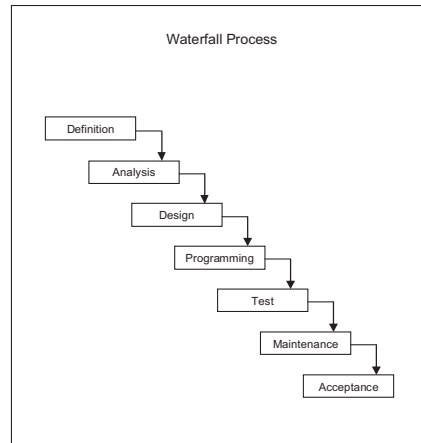 Waterfall Process
Definition
Analysis
Design
Programming
Test
Maintenance
Acceptance